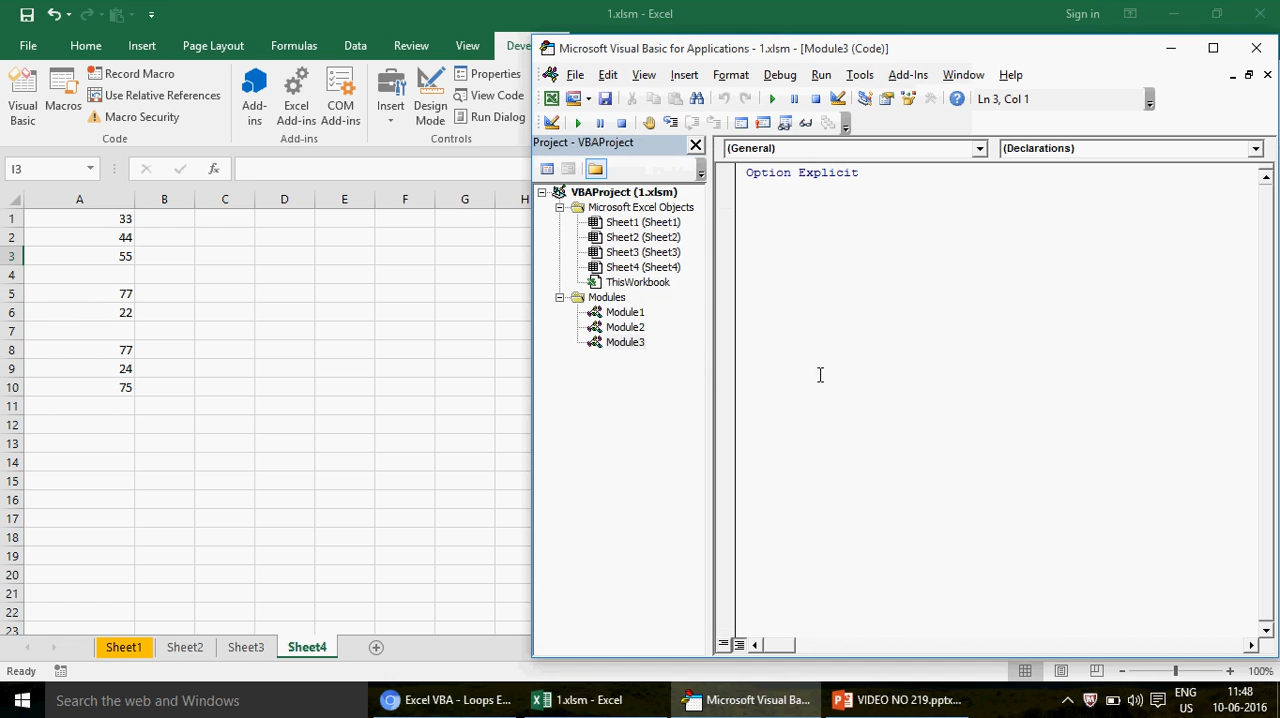 1.xlsm - Excel
Sign in
File Home Insert Page Layout Formulas Data Review View Deve
Record Macro
Use Relative References
Macro Security
Visual Basic
Macros
Code
Add-ins
Excel Add-ins
COM Add-ins
Add-ins
Insert
Design Mode
Properties
View Code
Run Dialog
Controls
I3
fx
A B C D E F G H
1 33
2 44
3 55
4
5 77
6 22
7
8 77
9 24
10 75
11
12
13
14
15
16
17
18
19
20
21
22
23
Sheet1 Sheet2 Sheet3 Sheet4
Ready
100%
Microsoft Visual Basic for Applications - 1.xlsm - [Module3 (Code)]
File Edit View Insert Format Debug Run Tools Add-Ins Window Help
Ln 3, Col 1
Project - VBAProject
VBAProject (1.xlsm)
Microsoft Excel Objects
Sheet1 (Sheet1)
Sheet2 (Sheet2)
Sheet3 (Sheet3)
Sheet4 (Sheet4)
ThisWorkbook
Modules
Module1
Module2
Module3
(General)
(Declarations)
Option Explicit
Search the web and Windows
Excel VBA - Loops E...
1.xlsm - Excel
Microsoft Visual Ba...
VIDEO NO 219.pptx...
ENG
US
11:48
10-06-2016